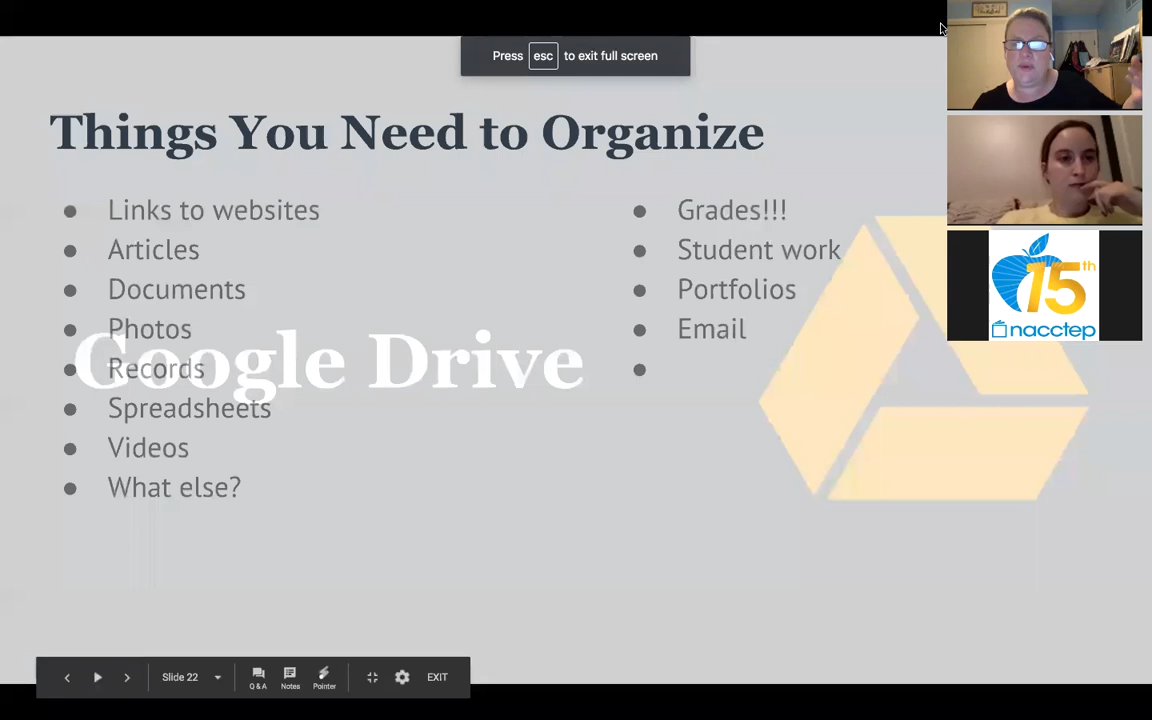 Press esc to exit full screen
Things You Need to Organize
Links to websites
Articles
Documents
Photos
Records
Spreadsheets
Videos
What else?
Grades!!!
Student work
Portfolios
Email
Google Drive
15th
nacctep
Slide 22
Q & A
Notes
Pointer
EXIT